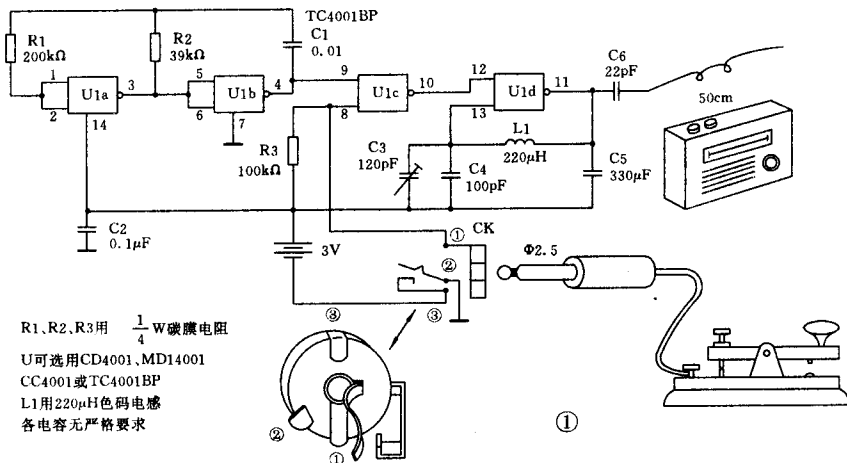 TC4001BP
R1
200kΩ
R2
39kΩ
C1
0.01
1
2
U1a
3
14
5
6
U1b
4
7
9
8
U1c
10
12
13
U1d
11
C6
22pF
50cm
R3
100kΩ
C3
120pF
C4
100pF
L1
220μH
C5
330μF
C2
0.1μF
3V
CK
①
②
③
③
Φ2.5
R1、R2、R3用 1/4 W碳膜电阻
U可选用CD4001、MD14001
CC4001或TC4001BP
L1用220μH色码电感
各电容无严格要求
②
①
①